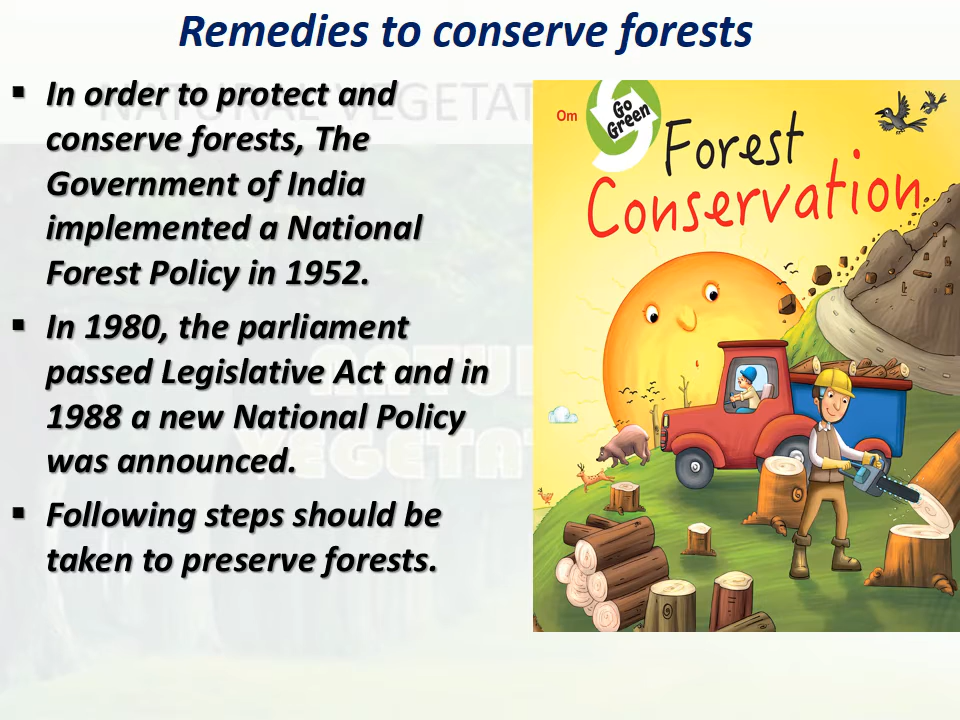 Remedies to conserve forests
▪ In order to protect and
conserve forests, The
Government of India
implemented a National
Forest Policy in 1952.
▪ In 1980, the parliament
passed Legislative Act and in
1988 a new National Policy
was announced.
▪ Following steps should be
taken to preserve forests.
Om
Go
Green
Forest
Conservation